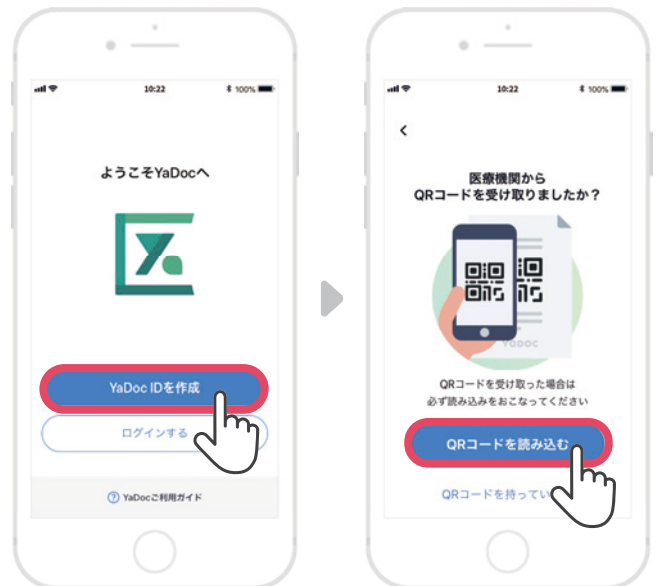 10:22
100%
ようこそYaDocへ
YaDoc IDを作成
ログインする
? YaDocご利用ガイド
10:22
100%
<
医療機関から
QRコードを受け取りましたか？
YaDOC
QRコードを受け取った場合は
必ず読み込みをおこなってください
QRコードを読み込む
QRコードを持ってい